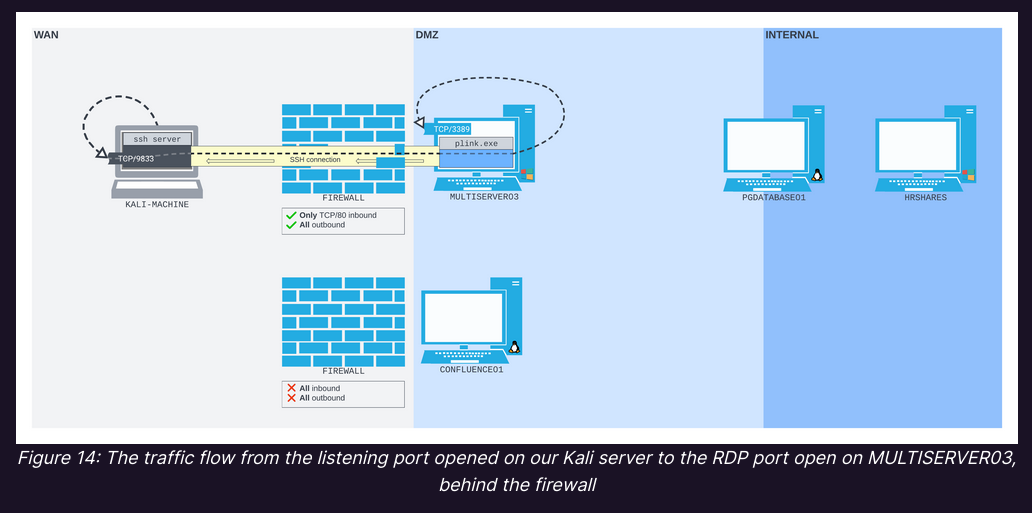 WAN
DMZ
INTERNAL
ssh server
TCP/9833
SSH connection
TCP/3389
plink.exe
KALI-MACHINE
FIREWALL
MULTISERVER03
PGDATABASE01
HRSHARES
Only TCP/80 inbound
All outbound
FIREWALL
CONFLUENCE01
All inbound
All outbound
Figure 14: The traffic flow from the listening port opened on our Kali server to the RDP port open on MULTISERVER03,
behind the firewall